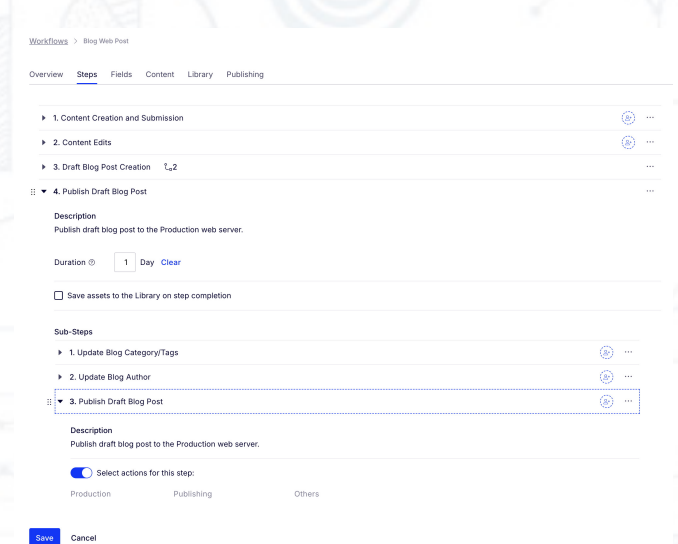 Workflows > Blog Web Post
Overview Steps Fields Content Library Publishing
1. Content Creation and Submission
2. Content Edits
3. Draft Blog Post Creation 2
4. Publish Draft Blog Post
Description
Publish draft blog post to the Production web server.
Duration 1 Day Clear
Save assets to the Library on step completion
Sub-Steps
1. Update Blog Category/Tags
2. Update Blog Author
3. Publish Draft Blog Post
Description
Publish draft blog post to the Production web server.
Select actions for this step:
Production Publishing Others
Save Cancel